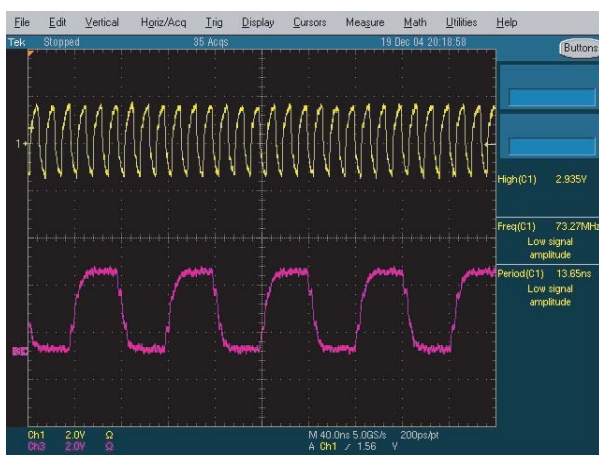 File Edit Vertical Horiz/Acq Trig Display Cursors Measure Math Utilities Help
Tek Stopped 35 Acqs 19 Dec 04 20:18:58 Buttons
1
High(C1) 2.935V
Freq(C1) 73.27MHz
Low signal
amplitude
Period(C1) 13.65ns
Low signal
amplitude
Ch1 2.0V Ω M 40.0ns 5.0GS/s 200ps/pt
Ch3 2.0V Ω A Ch1 / 1.56 V